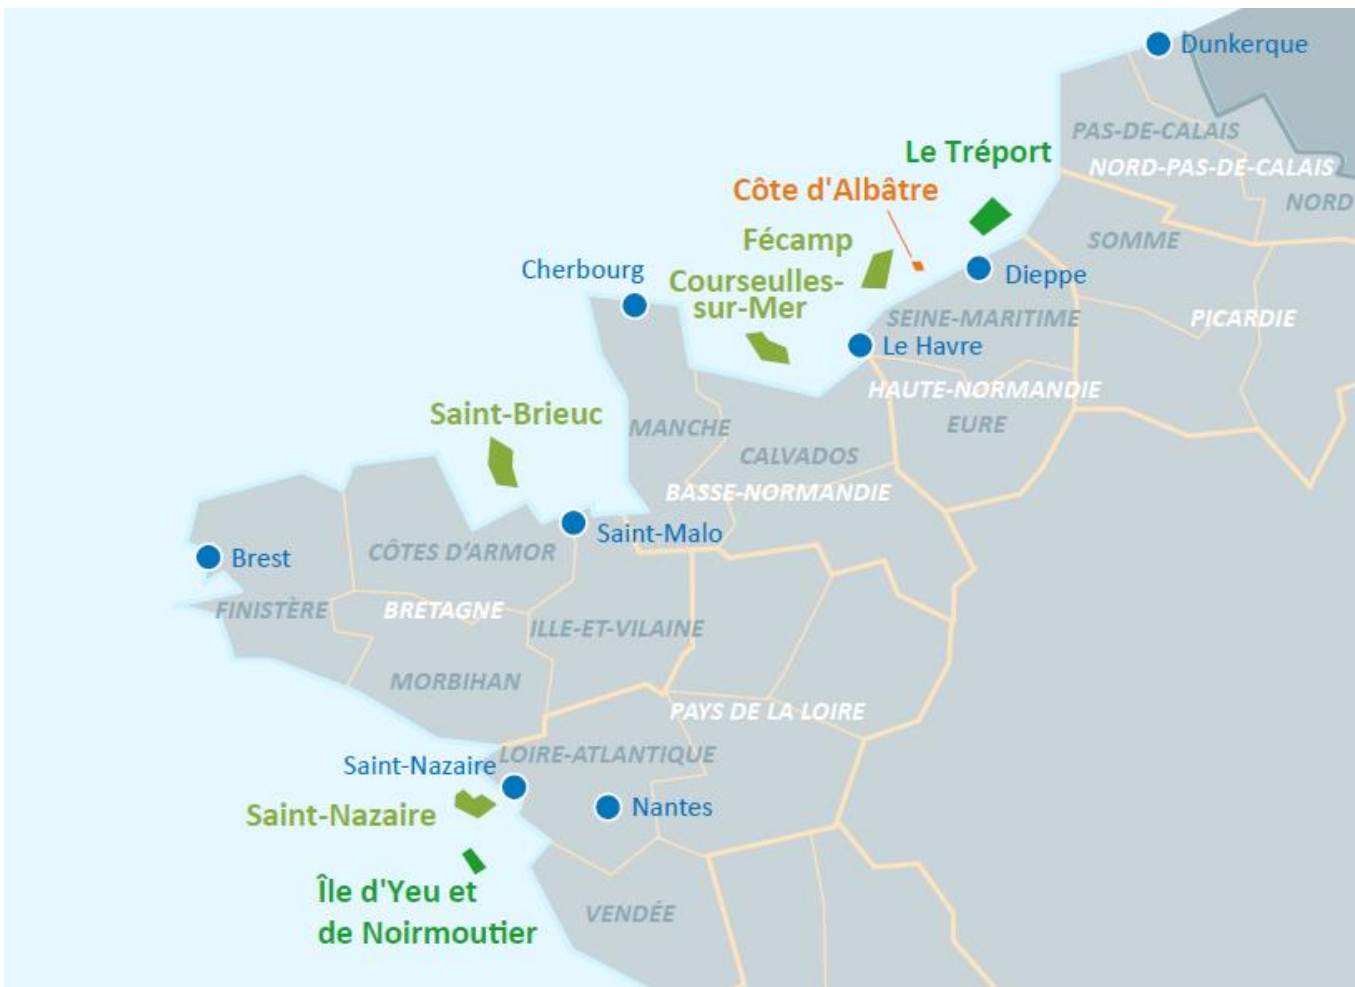 Dunkerque
PAS-DE-CALAIS
Le Tréport
NORD-PAS-DE-CALAIS
Côte d'Albâtre
NORD
Fécamp
SOMME
Cherbourg
Courseulles-
sur-Mer
Dieppe
SEINE-MARITIME
PICARDIE
Le Havre
HAUTE-NORMANDIE
Saint-Brieuc
MANCHE
EURE
CALVADOS
BASSE-NORMANDIE
Saint-Malo
CÔTES D'ARMOR
Brest
FINISTÈRE
BRETAGNE
ILLE-ET-VILAINE
MORBIHAN
PAYS DE LA LOIRE
LOIRE-ATLANTIQUE
Saint-Nazaire
Nantes
Saint-Nazaire
Île d'Yeu et
de Noirmoutier
VENDÉE